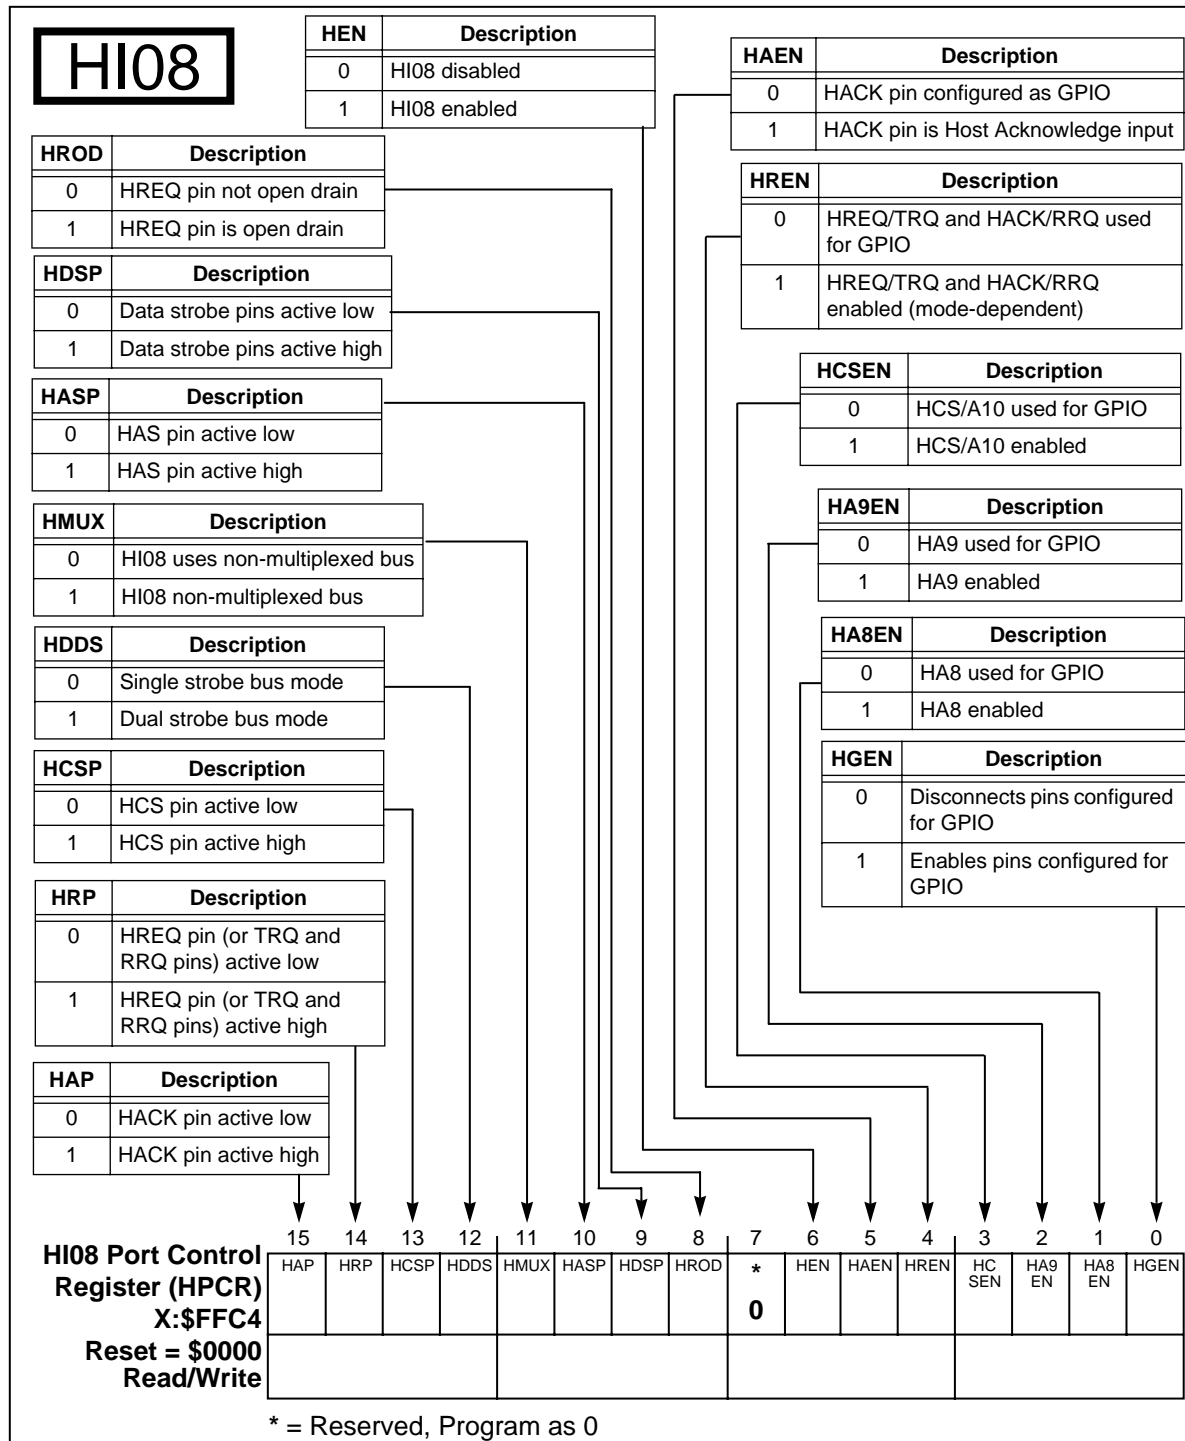 HI08
HEN Description
0 HI08 disabled
1 HI08 enabled
HROD Description
0 HREQ pin not open drain
1 HREQ pin is open drain
HDSP Description
0 Data strobe pins active low
1 Data strobe pins active high
HASP Description
0 HAS pin active low
1 HAS pin active high
HMUX Description
0 HI08 uses non-multiplexed bus
1 HI08 non-multiplexed bus
HDDS Description
0 Single strobe bus mode
1 Dual strobe bus mode
HCSP Description
0 HCS pin active low
1 HCS pin active high
HRP Description
0 HREQ pin (or TRQ and
RRQ pins) active low
1 HREQ pin (or TRQ and
RRQ pins) active high
HAP Description
0 HACK pin active low
1 HACK pin active high
HAEN Description
0 HACK pin configured as GPIO
1 HACK pin is Host Acknowledge input
HREN Description
0 HREQ/TRQ and HACK/RRQ used
for GPIO
1 HREQ/TRQ and HACK/RRQ
enabled (mode-dependent)
HCSEN Description
0 HCS/A10 used for GPIO
1 HCS/A10 enabled
HA9EN Description
0 HA9 used for GPIO
1 HA9 enabled
HA8EN Description
0 HA8 used for GPIO
1 HA8 enabled
HGEN Description
0 Disconnects pins configured
for GPIO
1 Enables pins configured for
GPIO
15 14 13 12 11 10 9 8 7 6 5 4 3 2 1 0
HAP HRP HCSP HDDS HMUX HASP HDSP HROD * HEN HAEN HREN HC HA9 HA8 HGEN
SEN EN EN
0
HI08 Port Control
Register (HPCR)
X:$FFC4
Reset = $0000
Read/Write
* = Reserved, Program as 0